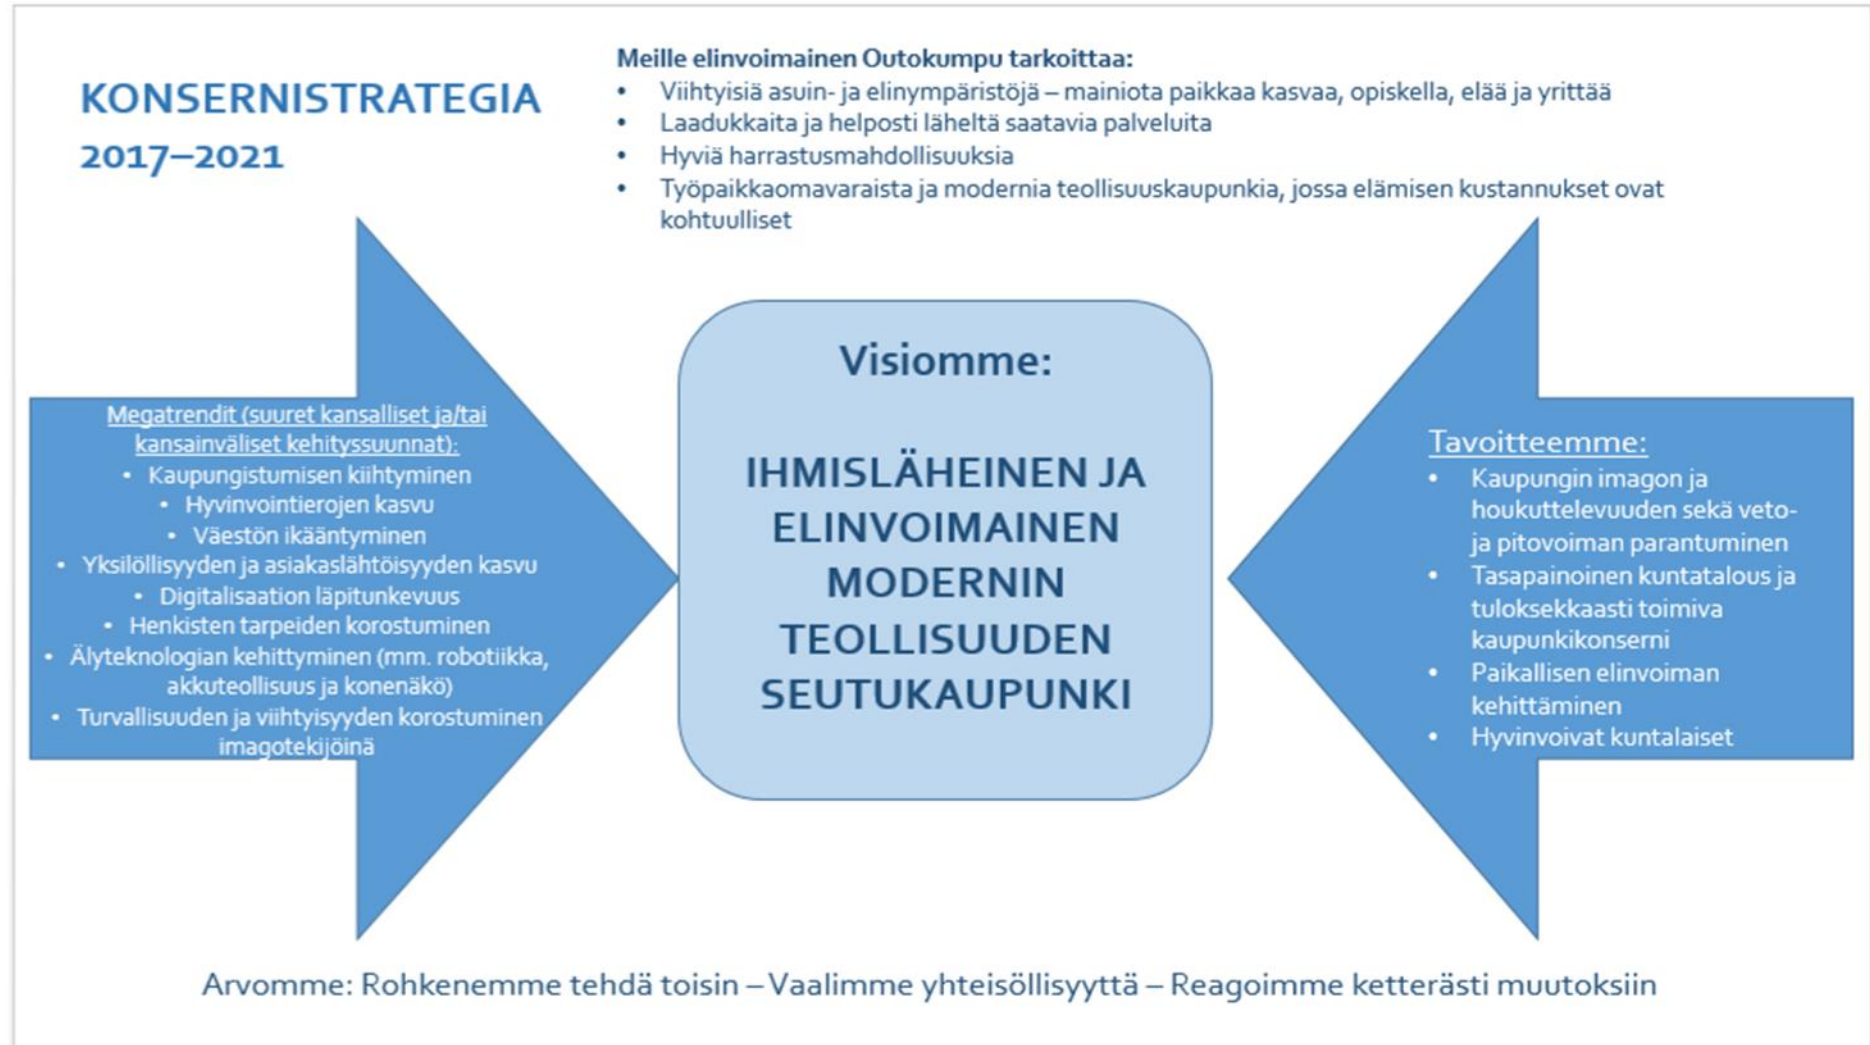 KONSERNISTRATEGIA
2017–2021
Meille elinvoimainen Outokumpu tarkoittaa:
• Viihtyisiä asuin- ja elinympäristöjä – mainiota paikkaa kasvaa, opiskella, elää ja yrittää
• Laadukkaita ja helposti läheltä saatavia palveluita
• Hyviä harrastusmahdollisuuksia
• Työpaikkaomavaraista ja modernia teollisuuskaupunkia, jossa elämisen kustannukset ovat
kohtuulliset
Megatrendit (suuret kansalliset ja/tai
kansainväliset kehityssuunnat):
• Kaupungistumisen kiihtyminen
• Hyvinvointierojen kasvu
• Väestön ikääntyminen
• Yksilöllisyyden ja asiakaslähtöisyyden kasvu
• Digitalisaation läpitunkevuus
• Henkisten tarpeiden korostuminen
• Älyteknologian kehittyminen (mm. robotiikka,
akkuteollisuus ja konenäkö)
• Turvallisuuden ja viihtyisyyden korostuminen
imagotekijöinä
Visiomme:
IHMISLÄHEINEN JA
ELINVOIMAINEN
MODERNIN
TEOLLISUUDEN
SEUTUKAUPUNKI
Tavoitteemme:
• Kaupungin imagon ja
houkuttelevuuden sekä veto-
ja pitovoiman parantuminen
• Tasapainoinen kuntatalous ja
tuloksekkaasti toimiva
kaupunkikonserni
• Paikallisen elinvoiman
kehittäminen
• Hyvinvoivat kuntalaiset
Arvomme: Rohkenemme tehdä toisin – Vaalimme yhteisöllisyyttä – Reagoimme ketterästi muutoksiin